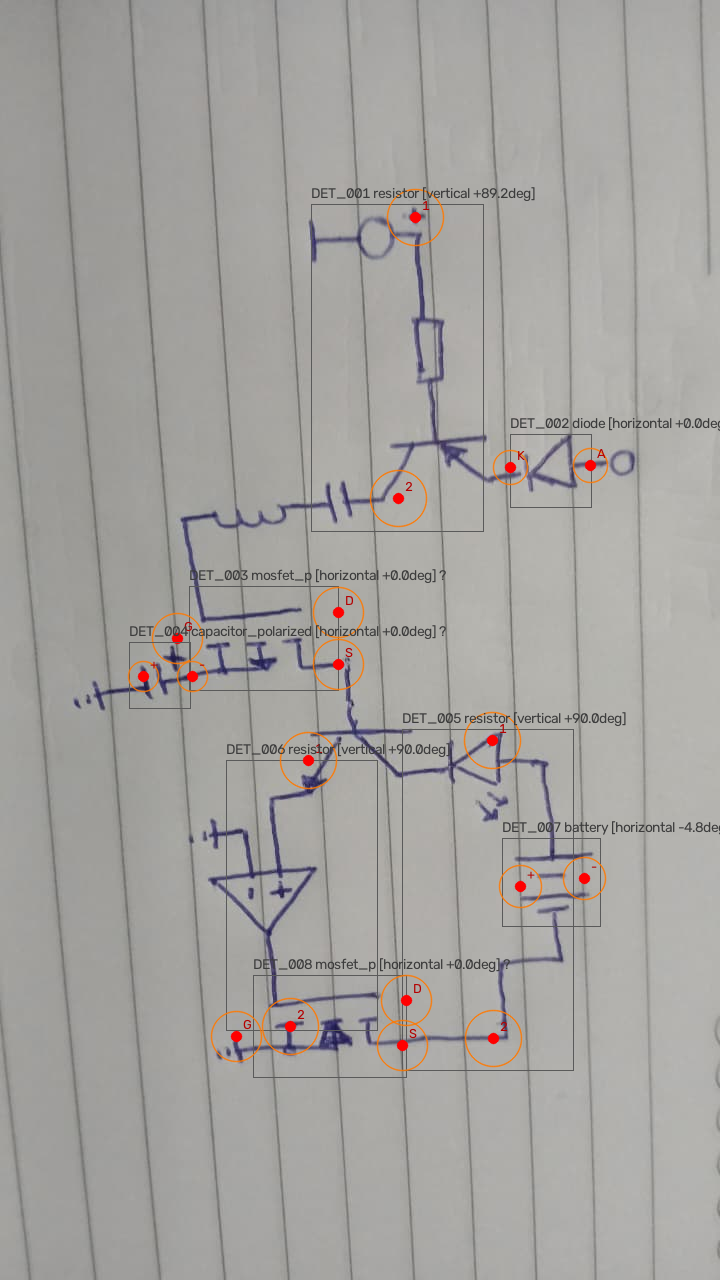 DET_001 resistor [vertical +89.2deg]
1
DET_002 diode [horizontal +0.0deg
K
A
2
DET_003 mosfet_p [horizontal +0.0deg] ?
D
G
DET_004 capacitor_polarized [horizontal +0.0deg] ?
S
+
-
DET_005 resistor [vertical +90.0deg]
1
DET_006 resistor [vertical +90.0deg]
1
DET_007 battery [horizontal -4.8deg
+
-
DET_008 mosfet_p [horizontal +0.0deg] ?
D
2
G
S
2